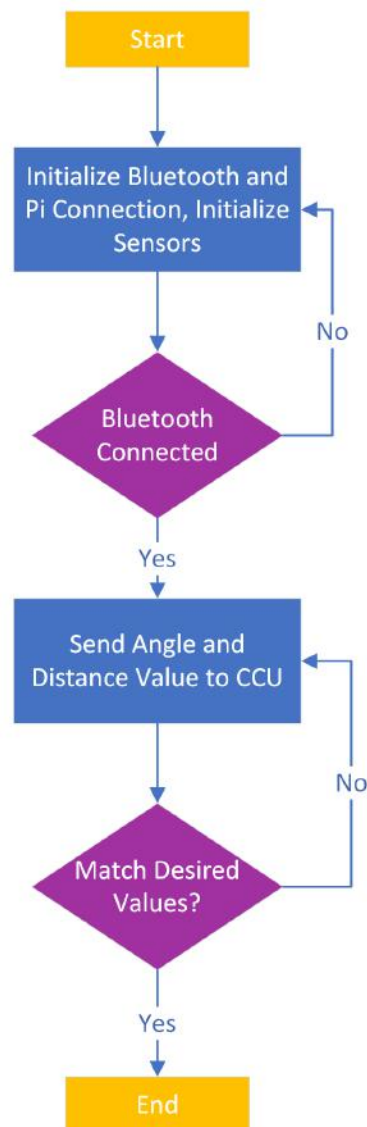 Start
Initialize Bluetooth and
Pi Connection, Initialize
Sensors
No
Bluetooth
Connected
Yes
Send Angle and
Distance Value to CCU
No
Match Desired
Values?
Yes
End